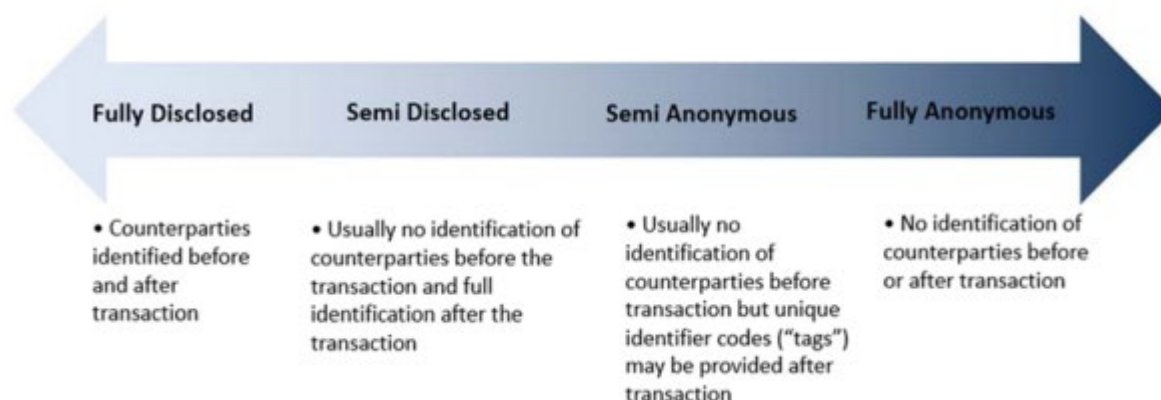 Fully Disclosed
Semi Disclosed
Semi Anonymous
Fully Anonymous
• Counterparties
identified before
and after
transaction
• Usually no identification of
counterparties before the
transaction and full
identification after the
transaction
• Usually no
identification of
counterparties before
transaction but unique
identifier codes (“tags”)
may be provided after
transaction
• No identification of
counterparties before
or after transaction